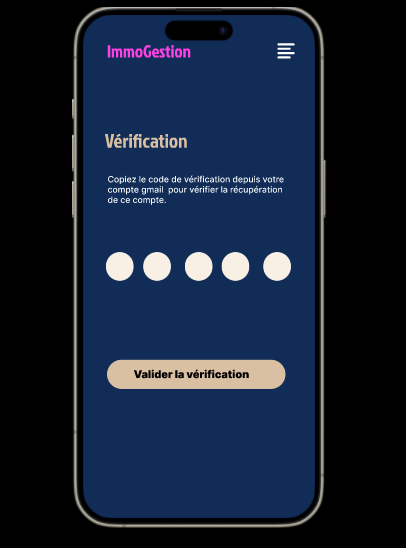 ImmoGestion
Vérification
Copiez le code de vérification depuis votre
compte gmail  pour vérifier la récupération
de ce compte.
Valider la vérification